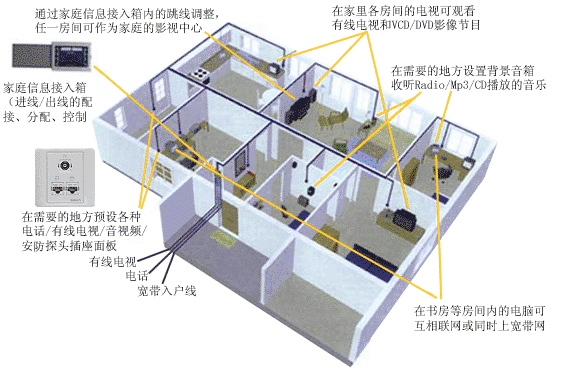 通过家庭信息接入箱内的跳线调整，
任一房间可作为家庭的影视中心
在家里各房间的电视可观看
有线电视和VCD/DVD影像节目
在需要的地方设置背景音箱
收听Radio/Mp3/CD播放的音乐
家庭信息接入箱
（进线/出线的配
接、分配、控制
在需要的地方预设各种
电话/有线电视/音视频/
安防探头插座面板
有线电视
电话
宽带入户线
在书房等房间内的电脑可
互相联网或同时上宽带网